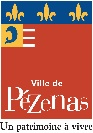 Ville de
Pézenas
Un patrimoine à vivre